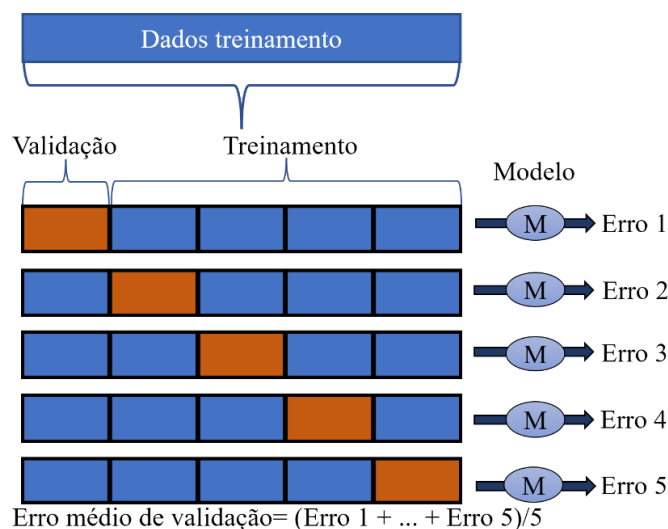 Dados treinamento
Validação
Treinamento
Modelo
M
Erro 1
M
Erro 2
M
Erro 3
M
Erro 4
M
Erro 5
Erro médio de validação= (Erro 1 + ... + Erro 5)/5